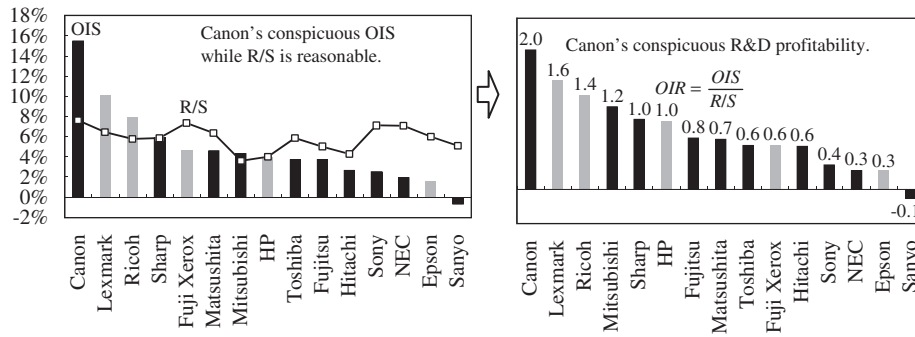 18%
16%
14%
12%
10%
8%
6%
4%
2%
0%
-2%
OIS
Canon's conspicuous OIS
while R/S is reasonable.
R/S
Canon
Lexmark
Ricoh
Sharp
Fuji Xerox
Matsushita
Mitsubishi
HP
Toshiba
Fujitsu
Hitachi
Sony
NEC
Epson
Sanyo
Canon's conspicuous R&D profitability.
OIR = OIS
R/S
2.0
1.6
1.4
1.2
1.0
1.0
0.8
0.7
0.6
0.6
0.6
0.4
0.3
0.3
-0.1
Canon
Lexmark
Ricoh
Mitsubishi
Sharp
HP
Fujitsu
Matsushita
Toshiba
Fuji Xerox
Hitachi
Sony
NEC
Epson
Sanyo